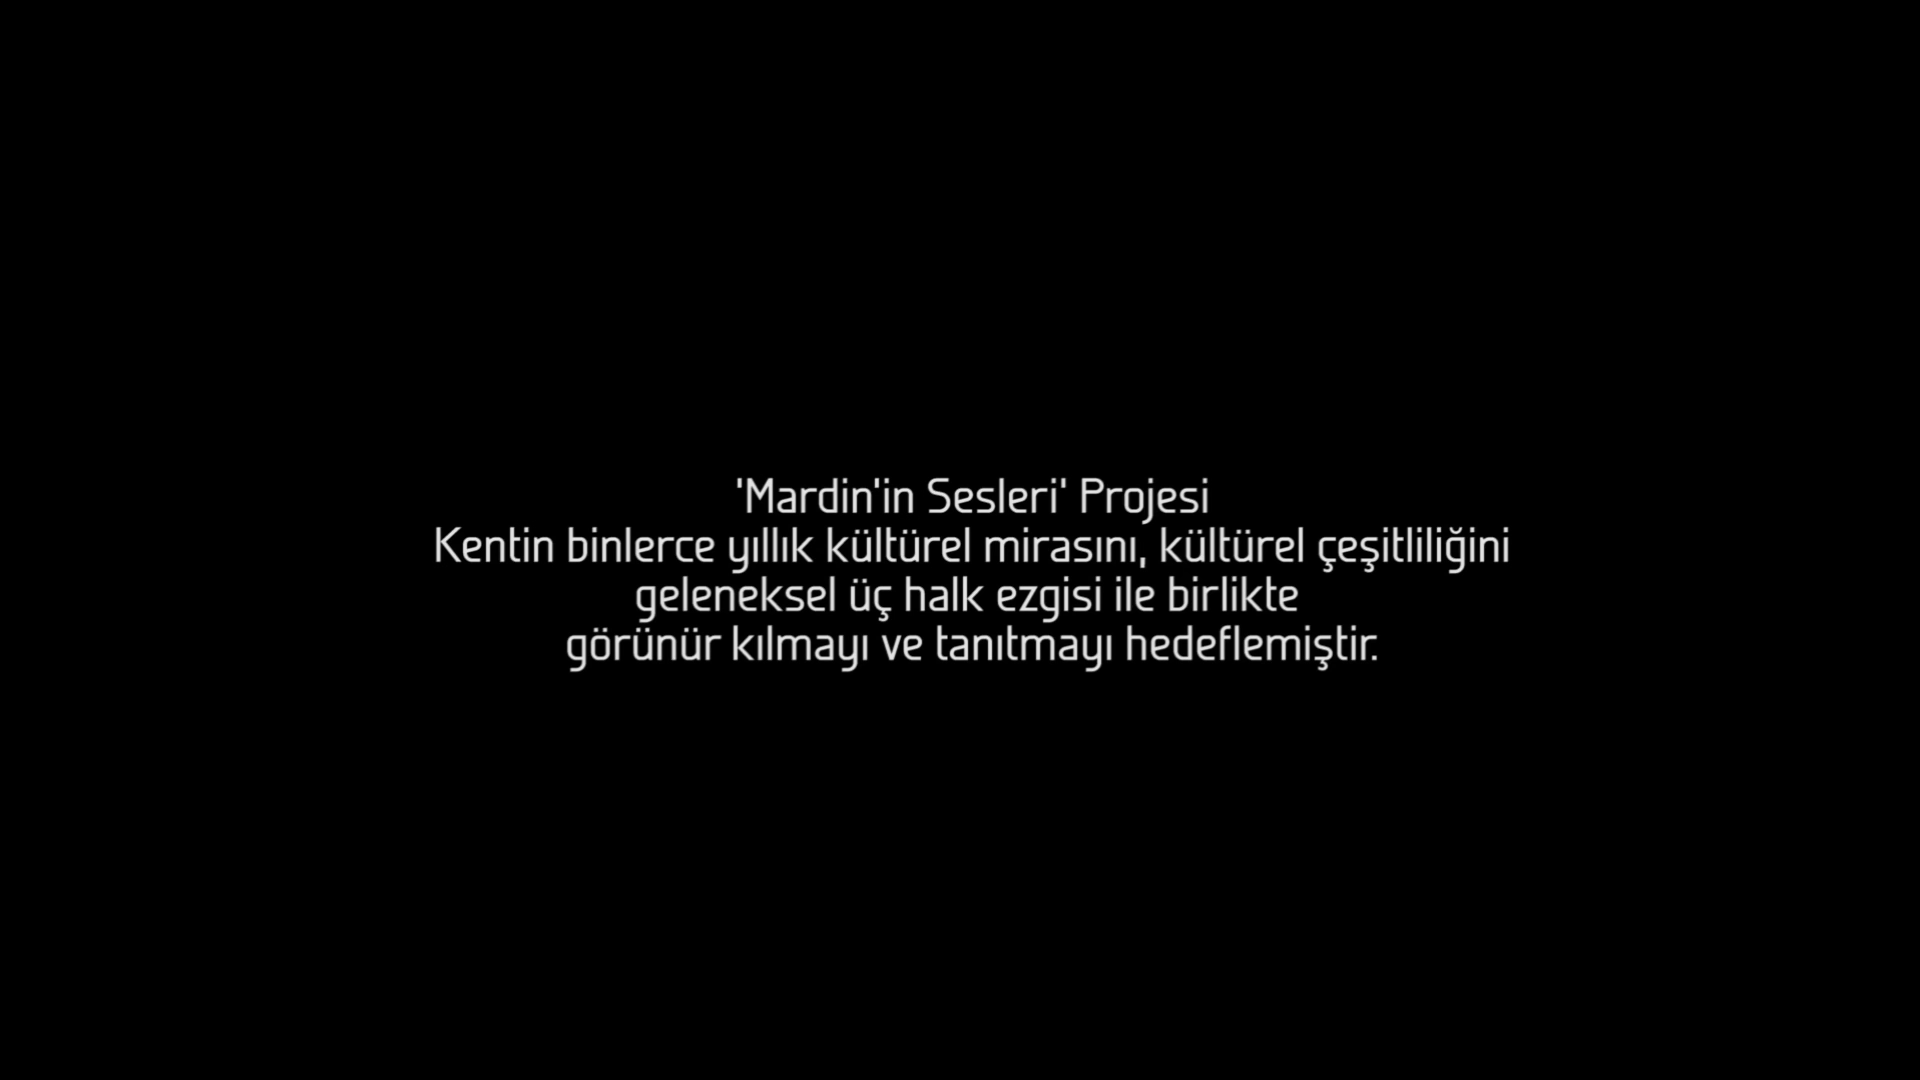 'Mardin'in Sesleri' Projesi
Kentin binlerce yıllık kültürel mirasını, kültürel çeşitliliğini
geleneksel üç halk ezgisi ile birlikte
görünür kılmayı ve tanıtmayı hedeflemiştir.